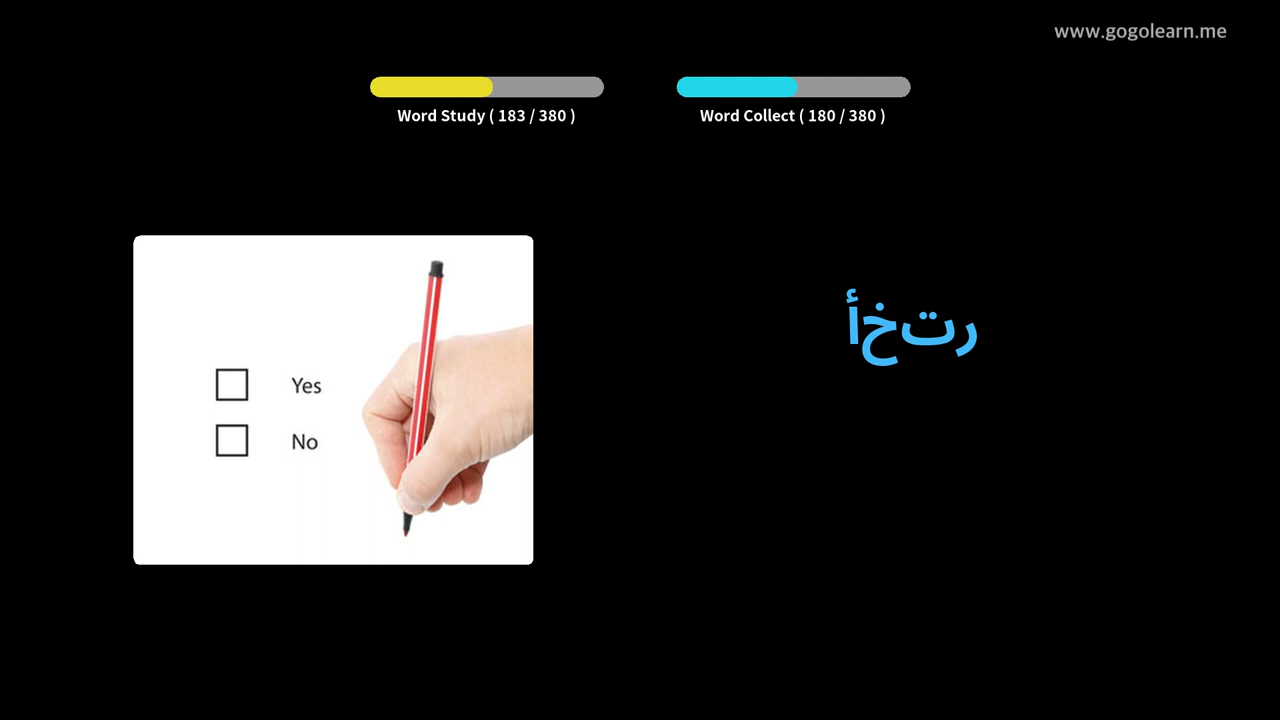 www.gogolearn.me
Word Study ( 183 / 380 )
Word Collect ( 180 / 380 )
رتخأ
Yes
No